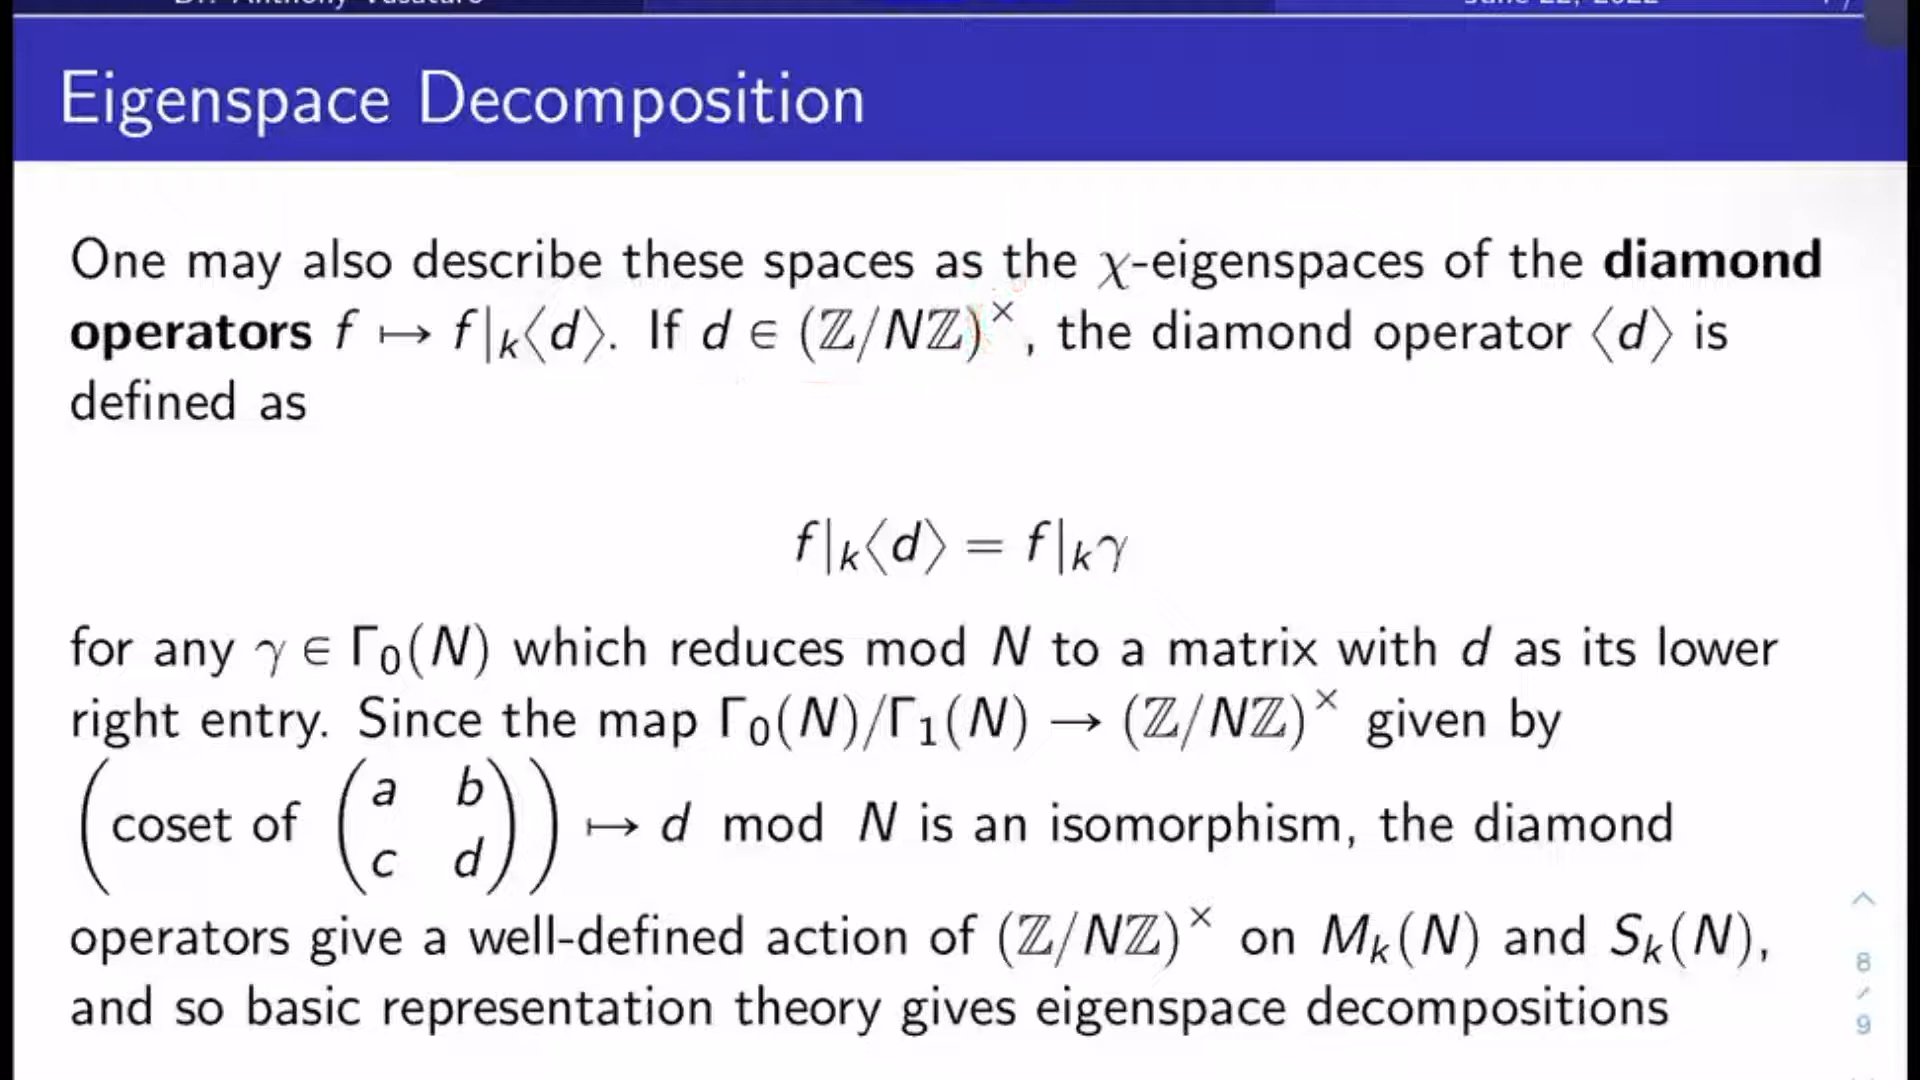 Eigenspace Decomposition
One may also describe these spaces as the χ-eigenspaces of the diamond
operators f ↦ f|ₖ⟨d⟩. If d ∈ (ℤ/Nℤ)^×, the diamond operator ⟨d⟩ is
defined as
f|ₖ⟨d⟩ = f|ₖγ
for any γ ∈ Γ₀(N) which reduces mod N to a matrix with d as its lower
right entry. Since the map Γ₀(N)/Γ₁(N) → (ℤ/Nℤ)^× given by
(coset of (a b
c d)) ↦ d mod N is an isomorphism, the diamond
operators give a well-defined action of (ℤ/Nℤ)^× on Mₖ(N) and Sₖ(N),
and so basic representation theory gives eigenspace decompositions
8
/
9